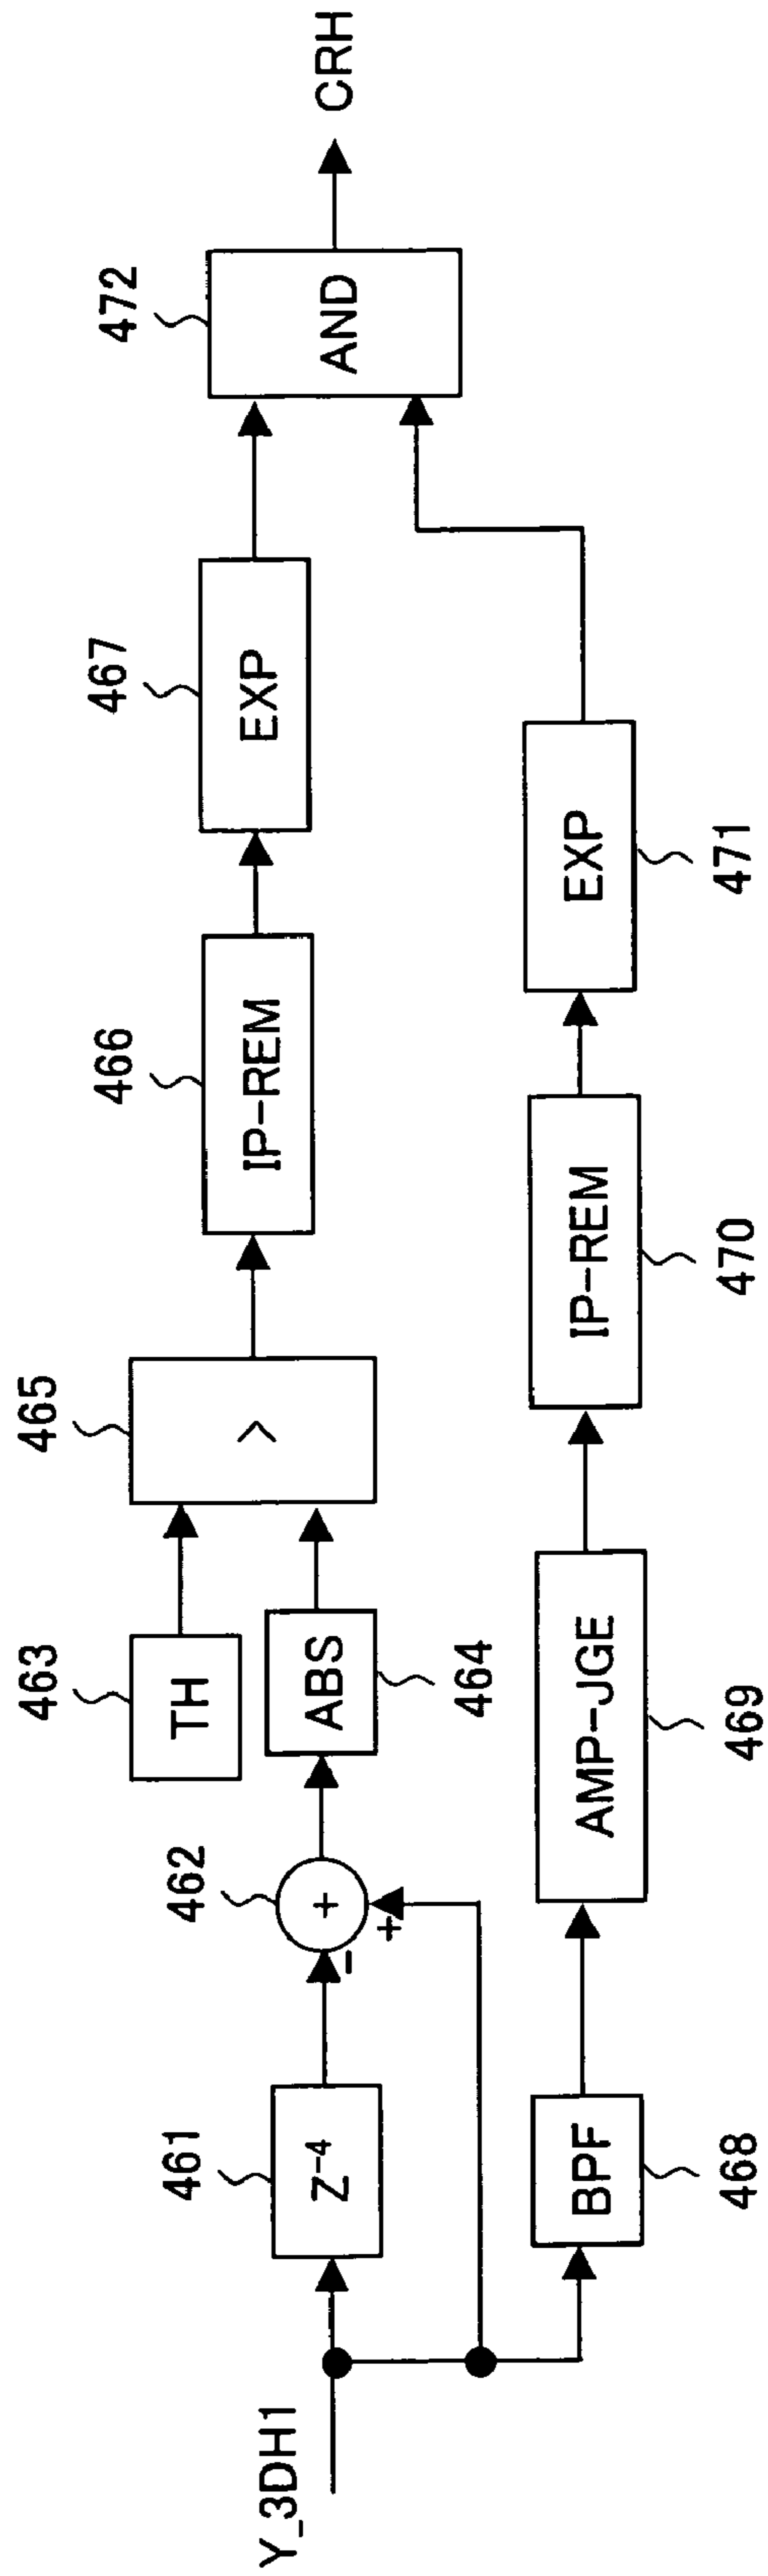 Y_3DH1
461
Z⁻⁴
462
+
-
+
463
TH
464
ABS
465
>
466
IP-REM
467
EXP
468
BPF
469
AMP-JGE
470
IP-REM
471
EXP
472
AND
CRH